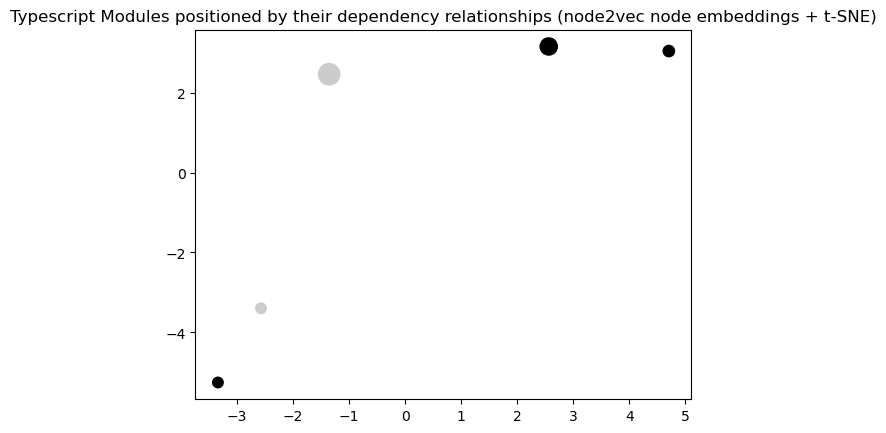 Typescript Modules positioned by their dependency relationships (node2vec node embeddings + t-SNE)
2
0
−2
−4
−3 −2 −1 0 1 2 3 4 5